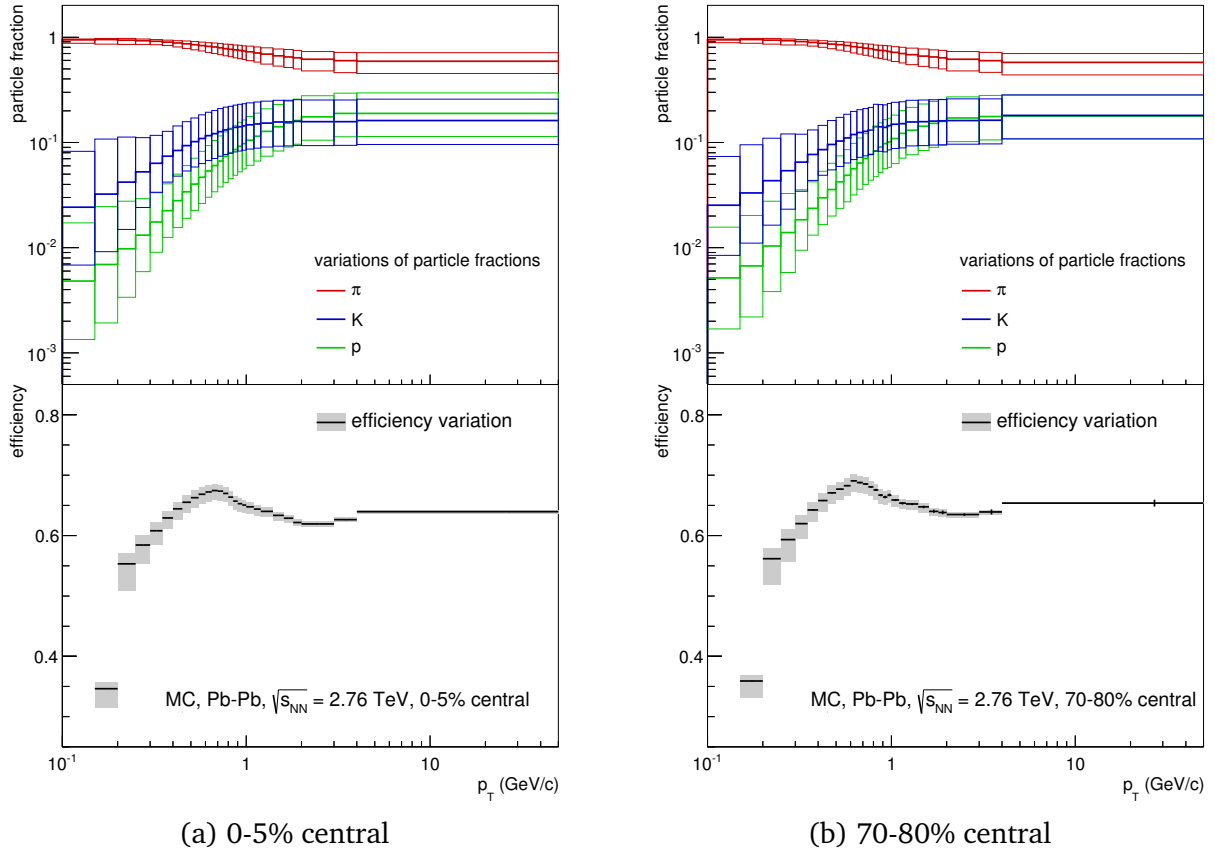 particle fraction
1
10-1
10-2
10-3
variations of particle fractions
π
K
p
efficiency
0.8
0.6
0.4
efficiency variation
MC, Pb-Pb, √sNN = 2.76 TeV, 0-5% central
10-1 1 10
pT (GeV/c)
(a) 0-5% central
particle fraction
1
10-1
10-2
10-3
variations of particle fractions
π
K
p
efficiency
0.8
0.6
0.4
efficiency variation
MC, Pb-Pb, √sNN = 2.76 TeV, 70-80% central
10-1 1 10
pT (GeV/c)
(b) 70-80% central